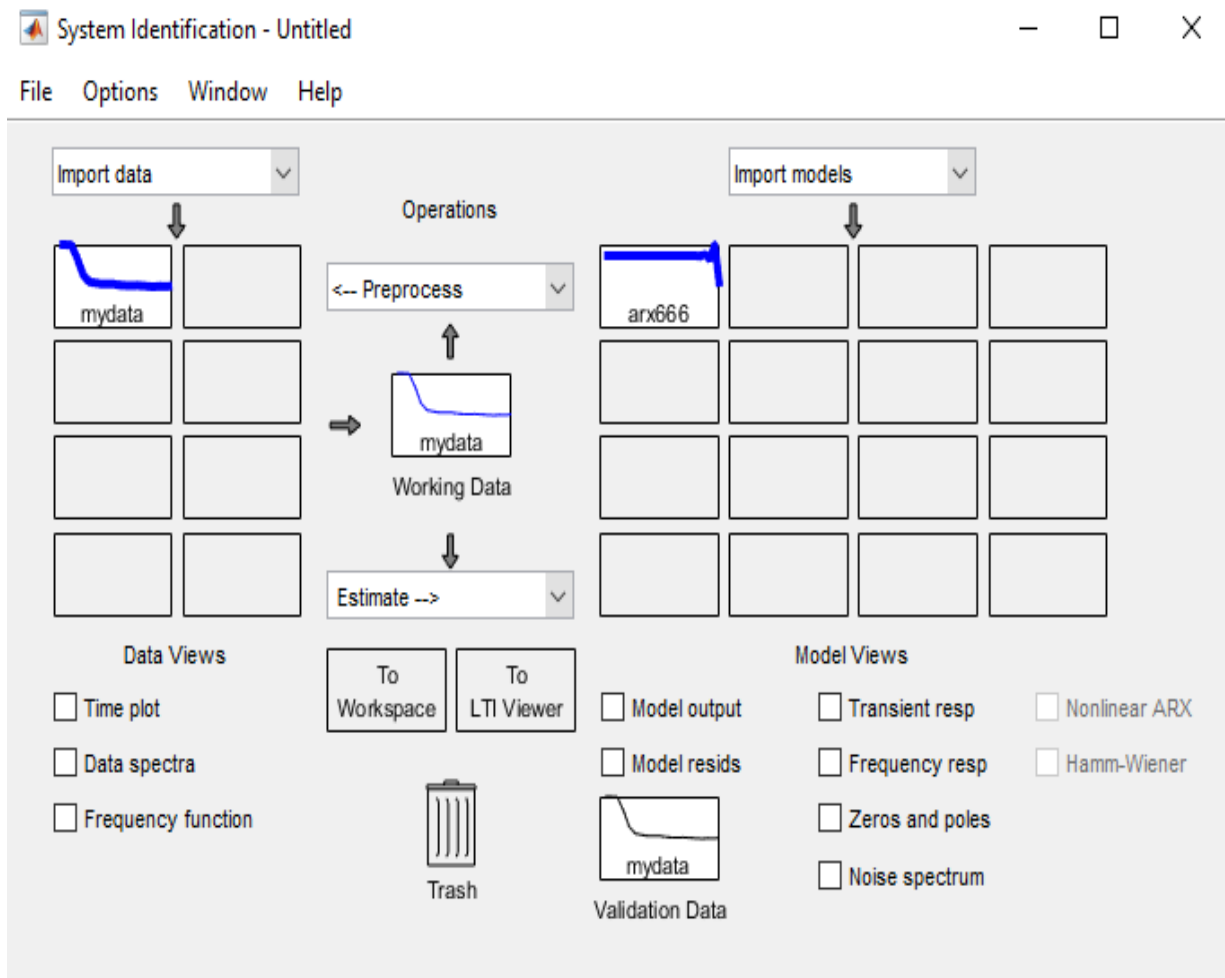 System Identification - Untitled
File Options Window Help
Import data
Import models
Operations
mydata
<-- Preprocess
arx666
mydata
Working Data
Estimate -->
Data Views
To
Workspace
To
LTI Viewer
Model Views
Time plot
Data spectra
Frequency function
Trash
Model output
Model resids
mydata
Validation Data
Transient resp
Frequency resp
Zeros and poles
Noise spectrum
Nonlinear ARX
Hamm-Wiener